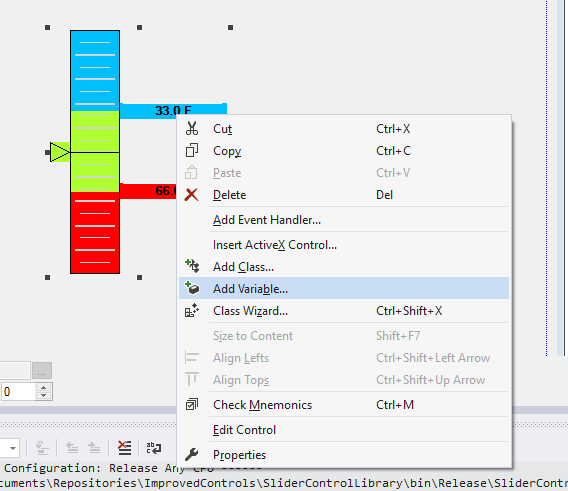 33.0 F
66.
Cut Ctrl+X
Copy Ctrl+C
Paste Ctrl+V
Delete Del
Add Event Handler...
Insert ActiveX Control...
Add Class...
Add Variable...
Class Wizard... Ctrl+Shift+X
Size to Content Shift+F7
Align Lefts Ctrl+Shift+Left Arrow
Align Tops Ctrl+Shift+Up Arrow
...
0
Check Mnemonics Ctrl+M
Edit Control
Properties
Configuration: Release Any CPU ------
cuments\Repositories\ImprovedControls\SliderControlLibrary\bin\Release\SliderContr